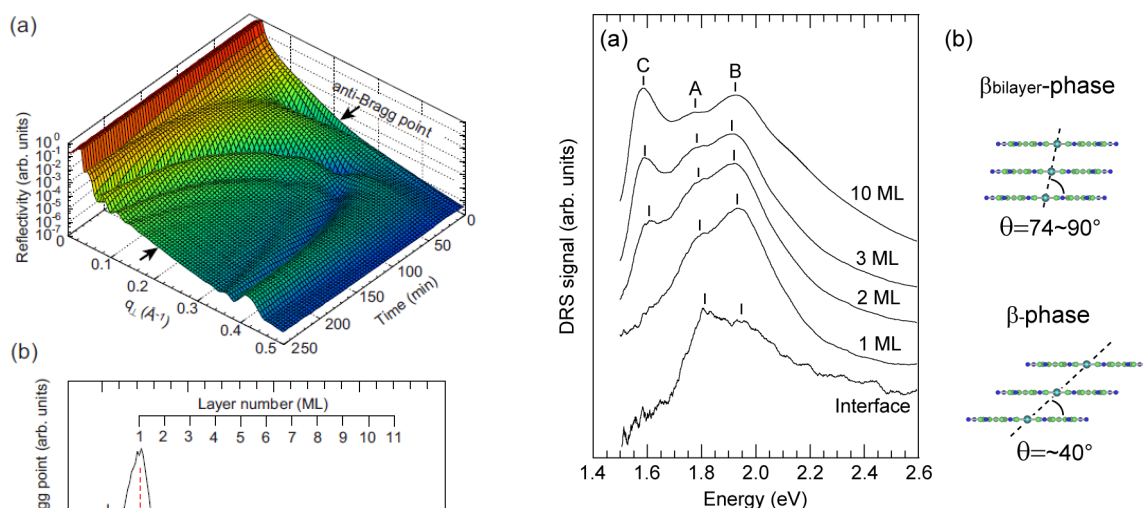 (a)
anti-Bragg point
Reflectivity (arb. units)
10^0
10^-1
10^-2
10^-3
10^-4
10^-5
10^-6
10^-7
0
0.1
0.2
0.3
0.4
0.5
q⊥ (Å^-1)
0
50
100
150
200
250
Time (min)
(b)
Layer number (ML)
1 2 3 4 5 6 7 8 9 10 11
gg point (arb. units)
(a)
C
A
B
10 ML
3 ML
2 ML
1 ML
Interface
DRS signal (arb. units)
1.4 1.6 1.8 2.0 2.2 2.4 2.6
Energy (eV)
(b)
βbilayer-phase
θ=74~90°
β-phase
θ=~40°